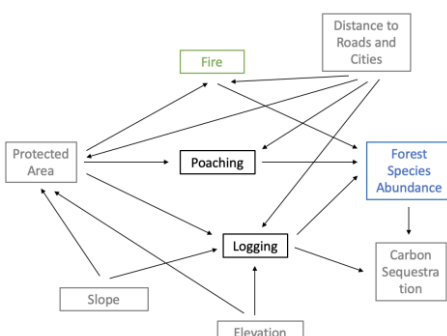 Distance to
Roads and
Cities
Fire
Protected
Area
Poaching
Forest
Species
Abundance
Logging
Carbon
Sequestra
tion
Slope
Elevation